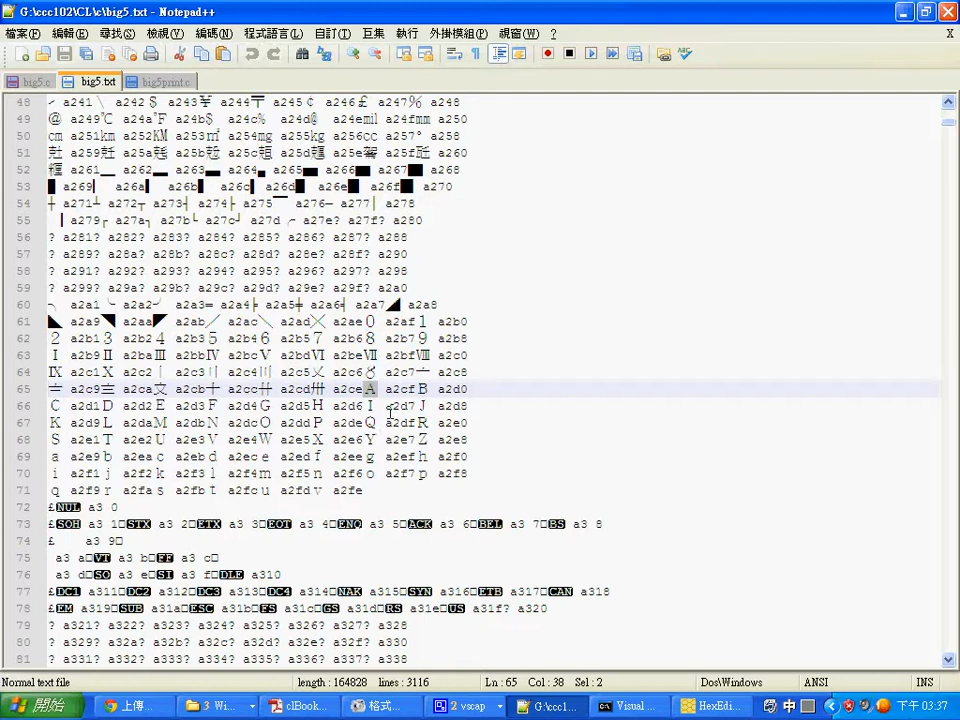 G:\ccc102\CL\c\big5.txt - Notepad++
檔案(F) 編輯(E) 尋找(S) 檢視(V) 編碼(N) 程式語言(L) 自訂(T) 巨集 執行 外掛模組(P) 視窗(W) ? X
big5.c big5.txt big5print.c
48 ˊ a241 \ a242 $ a243 ¥ a244 〒 a245 ¢ a246 £ a247 % a248
49 @ a249 ℃ a24a ℉ a24b $ a24c % a24d @ a24e mil a24f mm a250
50 cm a251 km a252 KM a253 ㎡ a254 mg a255 kg a256 cc a257 ° a258
51 兙 a259 兛 a25a 兞 a25b 兝 a25c 兡 a25d 兣 a25e 嗧 a25f 瓩 a260
52 糎 a261 ▁ a262 ▂ a263 ▃ a264 ▄ a265 ▅ a266 ▆ a267 ▇ a268
53 █ a269 ▏ a26a ▎ a26b ▍ a26c ▌ a26d ▋ a26e ▊ a26f ▉ a270
54 ┼ a271 ┴ a272 ┬ a273 ┤ a274 ├ a275 ▔ a276 ─ a277 │ a278
55 ▕ a279 ┌ a27a ┐ a27b └ a27c ┘ a27d ╭ a27e ? a27f ? a280
56 ? a281 ? a282 ? a283 ? a284 ? a285 ? a286 ? a287 ? a288
57 ? a289 ? a28a ? a28b ? a28c ? a28d ? a28e ? a28f ? a290
58 ? a291 ? a292 ? a293 ? a294 ? a295 ? a296 ? a297 ? a298
59 ? a299 ? a29a ? a29b ? a29c ? a29d ? a29e ? a29f ? a2a0
60 ╮ a2a1 ╰ a2a2 ╯ a2a3 ═ a2a4 ╞ a2a5 ╪ a2a6 ╡ a2a7 ◢ a2a8
61 ◣ a2a9 ◥ a2aa ◤ a2ab ╱ a2ac ╲ a2ad ╳ a2ae 0 a2af 1 a2b0
62 2 a2b1 3 a2b2 4 a2b3 5 a2b4 6 a2b5 7 a2b6 8 a2b7 9 a2b8
63 Ⅰ a2b9 Ⅱ a2ba Ⅲ a2bb Ⅳ a2bc Ⅴ a2bd Ⅵ a2be Ⅶ a2bf Ⅷ a2c0
64 Ⅸ a2c1 Ⅹ a2c2 〡 a2c3 〢 a2c4 〣 a2c5 〤 a2c6 〥 a2c7 〦 a2c8
65 〧 a2c9 〨 a2ca 〩 a2cb 十 a2cc 卄 a2cd 卅 a2ce A a2cf B a2d0
66 C a2d1 D a2d2 E a2d3 F a2d4 G a2d5 H a2d6 I a2d7 J a2d8
67 K a2d9 L a2da M a2db N a2dc O a2dd P a2de Q a2df R a2e0
68 S a2e1 T a2e2 U a2e3 V a2e4 W a2e5 X a2e6 Y a2e7 Z a2e8
69 a a2e9 b a2ea c a2eb d a2ec e a2ed f a2ee g a2ef h a2f0
70 i a2f1 j a2f2 k a2f3 l a2f4 m a2f5 n a2f6 o a2f7 p a2f8
71 q a2f9 r a2fa s a2fb t a2fc u a2fd v a2fe
72 £NUL a3 0
73 £SOH a3 1□STX a3 2□ETX a3 3□EOT a3 4□ENQ a3 5□ACK a3 6□BEL a3 7□BS a3 8
74 £ a3 9□
75 a3 a□VT a3 b□FF a3 c□
76 a3 d□SO a3 e□SI a3 f□DLE a310
77 £DC1 a311□DC2 a312□DC3 a313□DC4 a314□NAK a315□SYN a316□ETB a317□CAN a318
78 £EM a319□SUB a31a□ESC a31b□FS a31c□GS a31d□RS a31e□US a31f? a320
79 ? a321? a322? a323? a324? a325? a326? a327? a328
80 ? a329? a32a? a32b? a32c? a32d? a32e? a32f? a330
81 ? a331? a332? a333? a334? a335? a336? a337? a338
Normal text file length : 164828 lines : 3116 Ln : 65 Col : 38 Sel : 2 Dos\Windows ANSI INS
開始 上傳... 3 Wi... clBook... 格式... 2 vscap G:\ccc1... Visual ... HexEdi... 中 下午 03:37